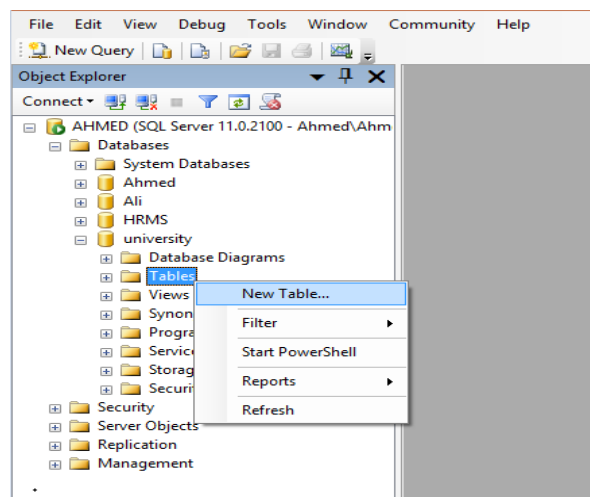 File Edit View Debug Tools Window Community Help
New Query
Object Explorer
Connect
AHMED (SQL Server 11.0.2100 - Ahmed\Ahm
Databases
System Databases
Ahmed
Ali
HRMS
university
Database Diagrams
Tables
New Table...
Views
Synon
Filter
Progra
Service
Start PowerShell
Storag
Reports
Securi
Security
Refresh
Server Objects
Replication
Management